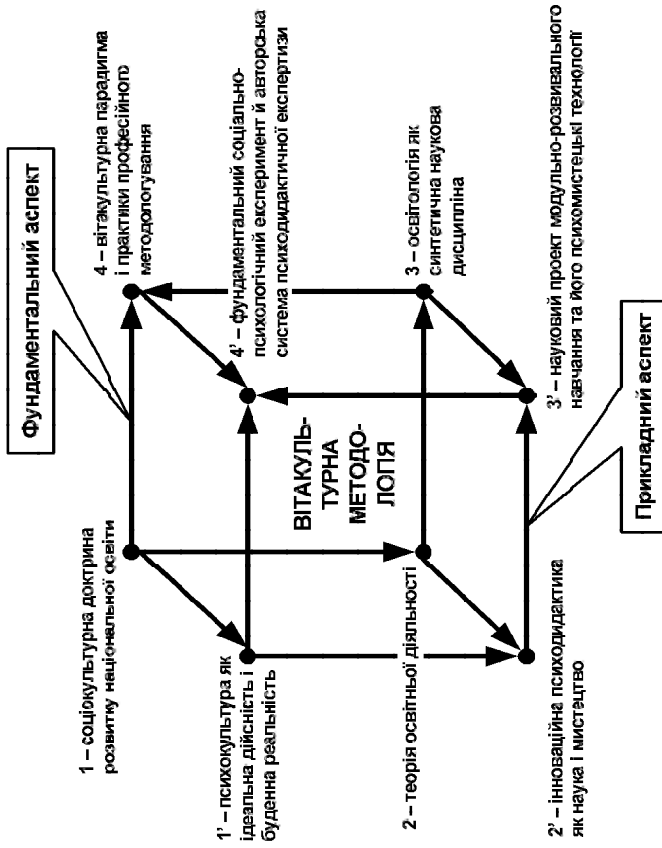 Фундаментальний аспект
1 – соціокультурна доктрина
розвитку національної освіти
4 – вітакультурна парадигма
і практики професійного
методологування
1’ – психокультура як
ідеальна дійсність і
буденна реальність
4’ – фундаментальний соціально-
психологічний експеримент й авторська
система психодидактичної експертизи
ВІТАКУЛЬ-
ТУРНА
МЕТОДО-
ЛОГІЯ
2 – теорія освітньої діяльності
3 – освітологія як
синтетична наукова
дисципліна
2’ – інноваційна психодидактика
як наука і мистецтво
3’ – науковий проект модульно-розвивального
навчання та його психомистецькі технології
Прикладний аспект